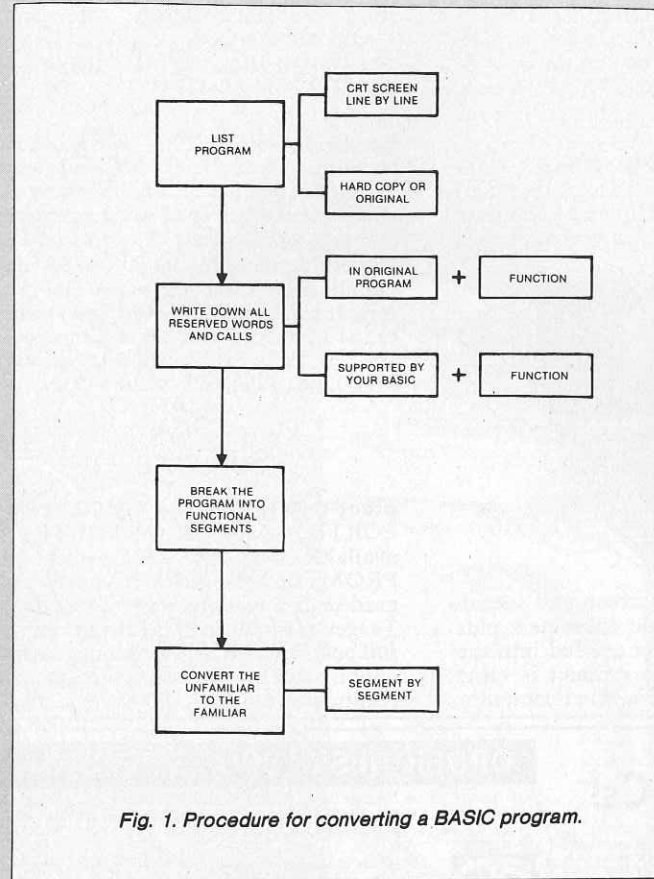 CRT SCREEN
LINE BY LINE
LIST
PROGRAM
HARD COPY OR
ORIGINAL
WRITE DOWN ALL
RESERVED WORDS
AND CALLS
IN ORIGINAL
PROGRAM
+
FUNCTION
SUPPORTED BY
YOUR BASIC
+
FUNCTION
BREAK THE
PROGRAM INTO
FUNCTIONAL
SEGMENTS
CONVERT THE
UNFAMILIAR
TO THE
FAMILIAR
SEGMENT BY
SEGMENT
Fig. 1. Procedure for converting a BASIC program.